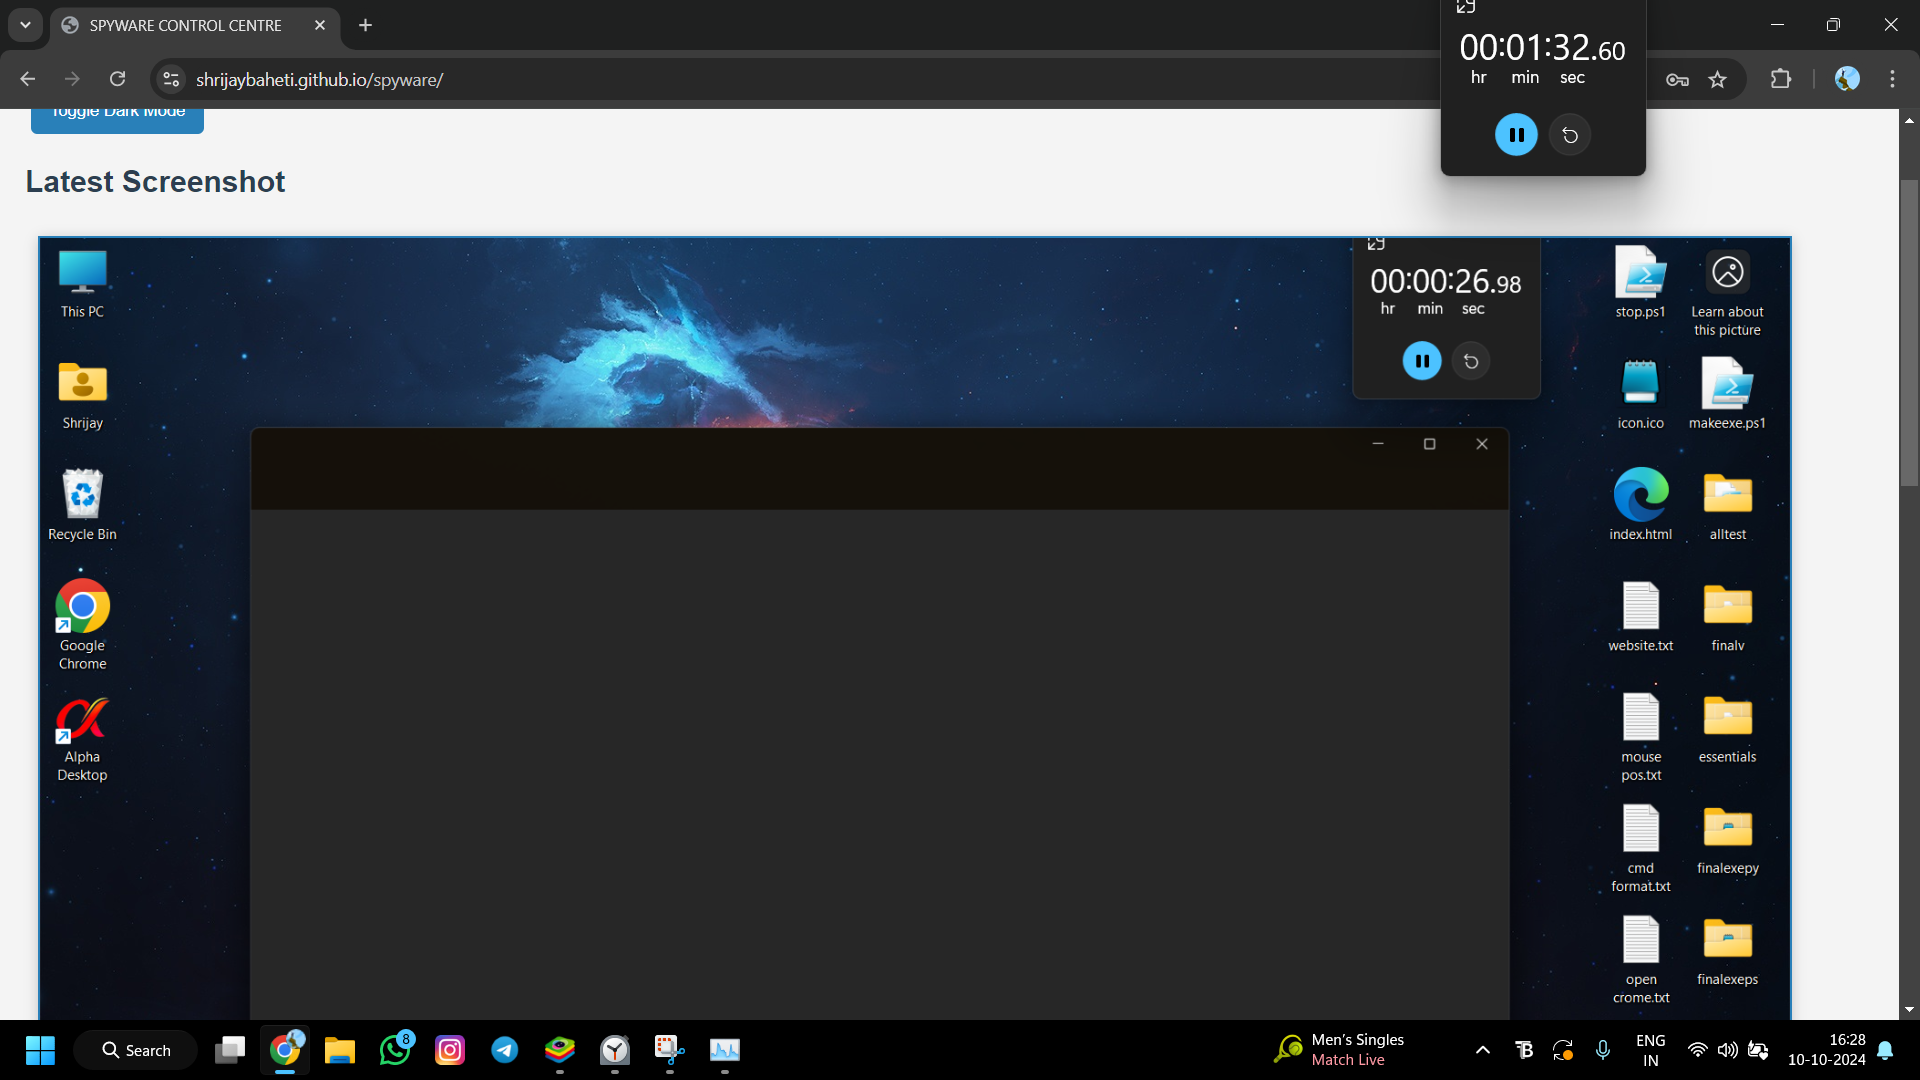 SPYWARE CONTROL CENTRE
shrijaybaheti.github.io/spyware/
00:01:32.60
hr min sec
Toggle Dark Mode
Latest Screenshot
This PC
Shrijay
Recycle Bin
Google
Chrome
Alpha
Desktop
00:00:26.98
hr min sec
stop.ps1
Learn about
this picture
icon.ico
makeexe.ps1
index.html
alltest
website.txt
finalv
mouse
pos.txt
essentials
cmd
format.txt
finalexepy
open
crome.txt
finalexeps
Search
8
Men's Singles
Match Live
ENG
IN
16:28
10-10-2024